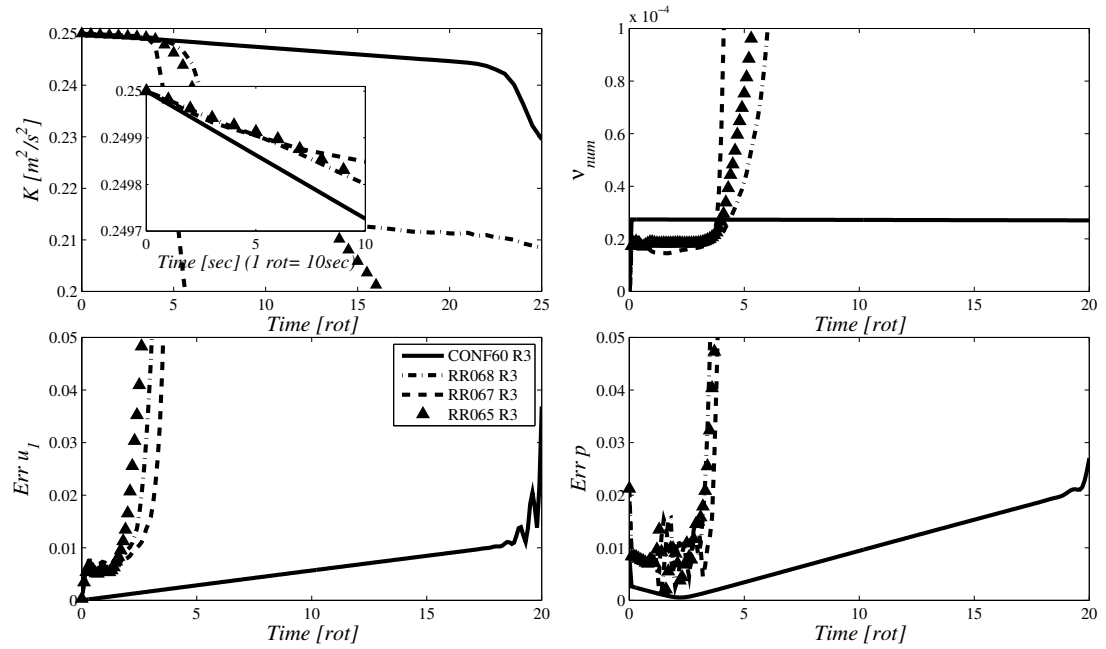 0.25
0.24
0.23
0.22
0.21
0.2
K [m²/s²]
0 5 10 15 20 25
Time [rot]
0.25
0.2499
0.2498
0.2497
0 5 10
Time [sec] (1 rot= 10sec)
x 10⁻⁴
1
0.8
0.6
0.4
0.2
0
ν_num
0 5 10 15 20
Time [rot]
0.05
0.04
0.03
0.02
0.01
0
Err u_1
0 5 10 15 20
Time [rot]
CONF60 R3
RR068 R3
RR067 R3
RR065 R3
0.05
0.04
0.03
0.02
0.01
0
Err p
0 5 10 15 20
Time [rot]